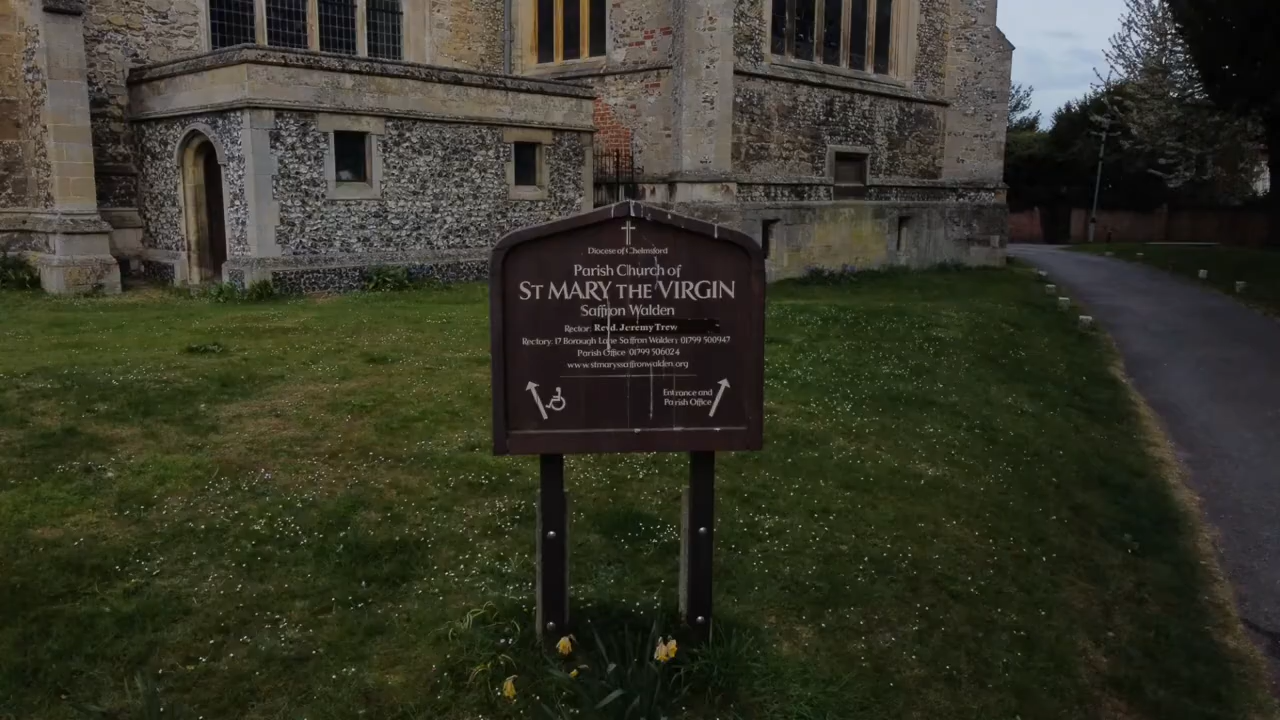 Diocese of Chelmsford
Parish Church of
ST MARY THE VIRGIN
Saffron Walden
Rector: Revd. Jeremy Trew
Rectory: 17 Borough Lane Saffron Walden: 01799 500947
Parish Office 01799 506024
www.stmaryssaffronwalden.org
Entrance and
Parish Office